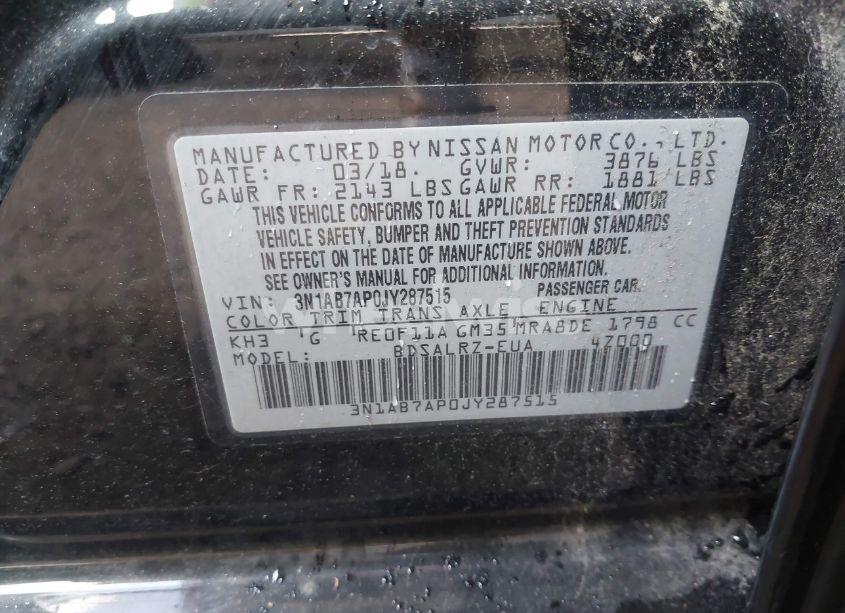 MANUFACTURED BY NISSAN MOTOR CO., LTD.
DATE: 03/18. GVWR: 3876 LBS
GAWR FR: 2143 LBS GAWR RR: 1881 LBS
THIS VEHICLE CONFORMS TO ALL APPLICABLE FEDERAL MOTOR
VEHICLE SAFETY, BUMPER AND THEFT PREVENTION STANDARDS
IN EFFECT ON THE DATE OF MANUFACTURE SHOWN ABOVE.
SEE OWNER'S MANUAL FOR ADDITIONAL INFORMATION.
VIN: 3N1AB7AP0JY287515 PASSENGER CAR.
COLOR TRIM TRANS AXLE ENGINE
KH3 G RE0F11A GM35 MRA8DE 1798 CC
MODEL: BDSALRZ-EUA 4Z000
3N1AB7AP0JY287515